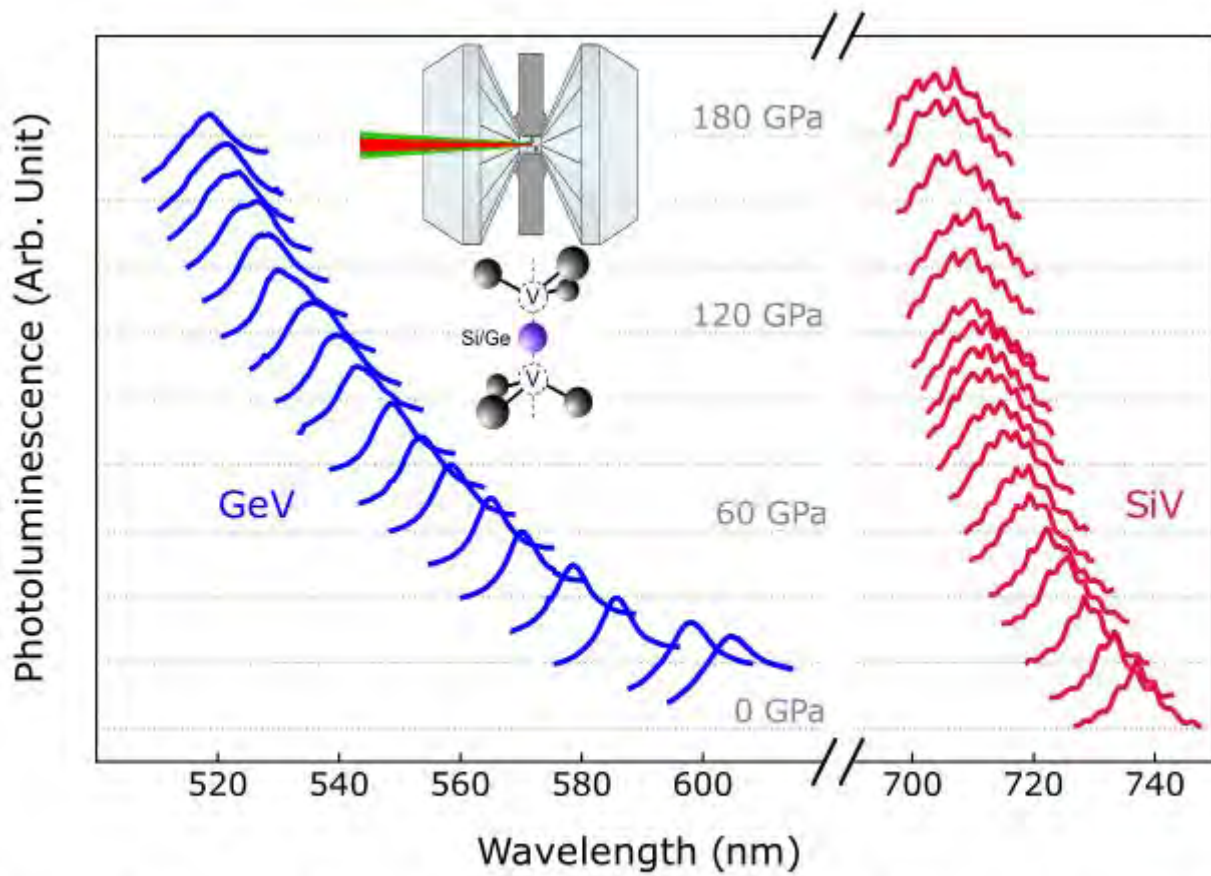 Photoluminescence (Arb. Unit)
180 GPa
120 GPa
60 GPa
0 GPa
V
Si/Ge
V
GeV
SiV
520 540 560 580 600 700 720 740
Wavelength (nm)